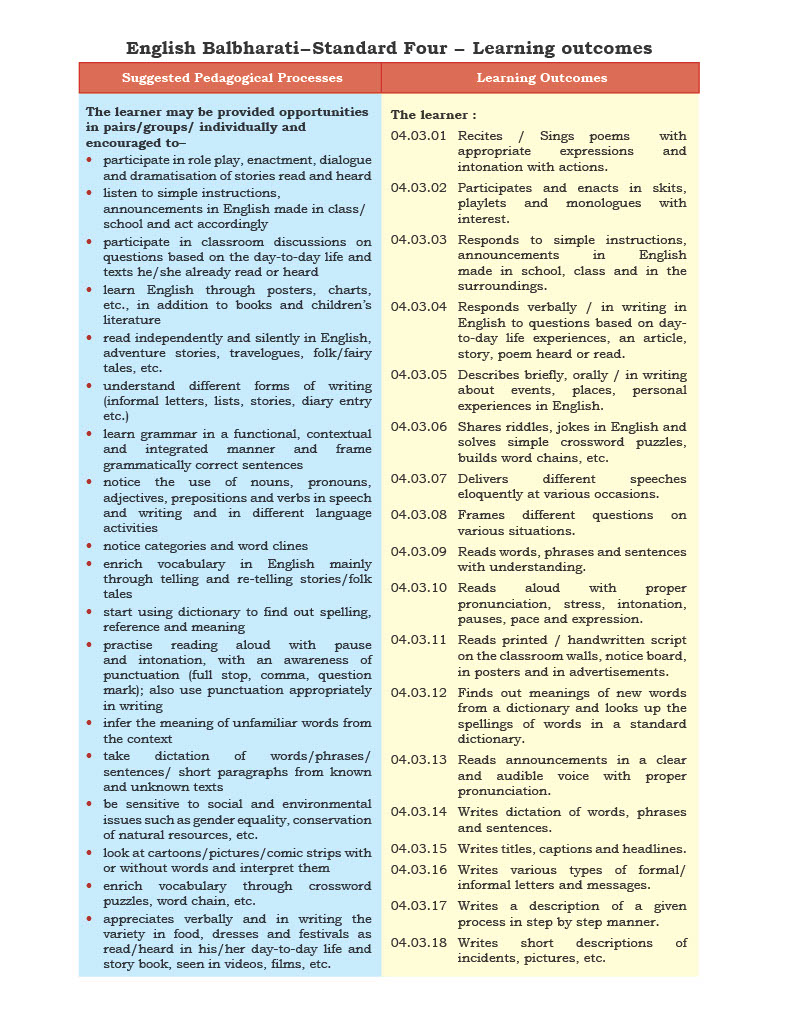 English Balbharati–Standard Four – Learning outcomes
Suggested Pedagogical Processes
The learner may be provided opportunities
in pairs/groups/ individually and
encouraged to–
• participate in role play, enactment, dialogue
and dramatisation of stories read and heard
• listen to simple instructions,
announcements in English made in class/
school and act accordingly
• participate in classroom discussions on
questions based on the day-to-day life and
texts he/she already read or heard
• learn English through posters, charts,
etc., in addition to books and children's
literature
• read independently and silently in English,
adventure stories, travelogues, folk/fairy
tales, etc.
• understand different forms of writing
(informal letters, lists, stories, diary entry
etc.)
• learn grammar in a functional, contextual
and integrated manner and frame
grammatically correct sentences
• notice the use of nouns, pronouns,
adjectives, prepositions and verbs in speech
and writing and in different language
activities
• notice categories and word clines
• enrich vocabulary in English mainly
through telling and re-telling stories/folk
tales
• start using dictionary to find out spelling,
reference and meaning
• practise reading aloud with pause
and intonation, with an awareness of
punctuation (full stop, comma, question
mark); also use punctuation appropriately
in writing
• infer the meaning of unfamiliar words from
the context
• take dictation of words/phrases/
sentences/ short paragraphs from known
and unknown texts
• be sensitive to social and environmental
issues such as gender equality, conservation
of natural resources, etc.
• look at cartoons/pictures/comic strips with
or without words and interpret them
• enrich vocabulary through crossword
puzzles, word chain, etc.
• appreciates verbally and in writing the
variety in food, dresses and festivals as
read/heard in his/her day-to-day life and
story book, seen in videos, films, etc.
Learning Outcomes
The learner :
04.03.01 Recites / Sings poems with
appropriate expressions and
intonation with actions.
04.03.02 Participates and enacts in skits,
playlets and monologues with
interest.
04.03.03 Responds to simple instructions,
announcements in English
made in school, class and in the
surroundings.
04.03.04 Responds verbally / in writing in
English to questions based on day-
to-day life experiences, an article,
story, poem heard or read.
04.03.05 Describes briefly, orally / in writing
about events, places, personal
experiences in English.
04.03.06 Shares riddles, jokes in English and
solves simple crossword puzzles,
builds word chains, etc.
04.03.07 Delivers different speeches
eloquently at various occasions.
04.03.08 Frames different questions on
various situations.
04.03.09 Reads words, phrases and sentences
with understanding.
04.03.10 Reads aloud with proper
pronunciation, stress, intonation,
pauses, pace and expression.
04.03.11 Reads printed / handwritten script
on the classroom walls, notice board,
in posters and in advertisements.
04.03.12 Finds out meanings of new words
from a dictionary and looks up the
spellings of words in a standard
dictionary.
04.03.13 Reads announcements in a clear
and audible voice with proper
pronunciation.
04.03.14 Writes dictation of words, phrases
and sentences.
04.03.15 Writes titles, captions and headlines.
04.03.16 Writes various types of formal/
informal letters and messages.
04.03.17 Writes a description of a given
process in step by step manner.
04.03.18 Writes short descriptions of
incidents, pictures, etc.